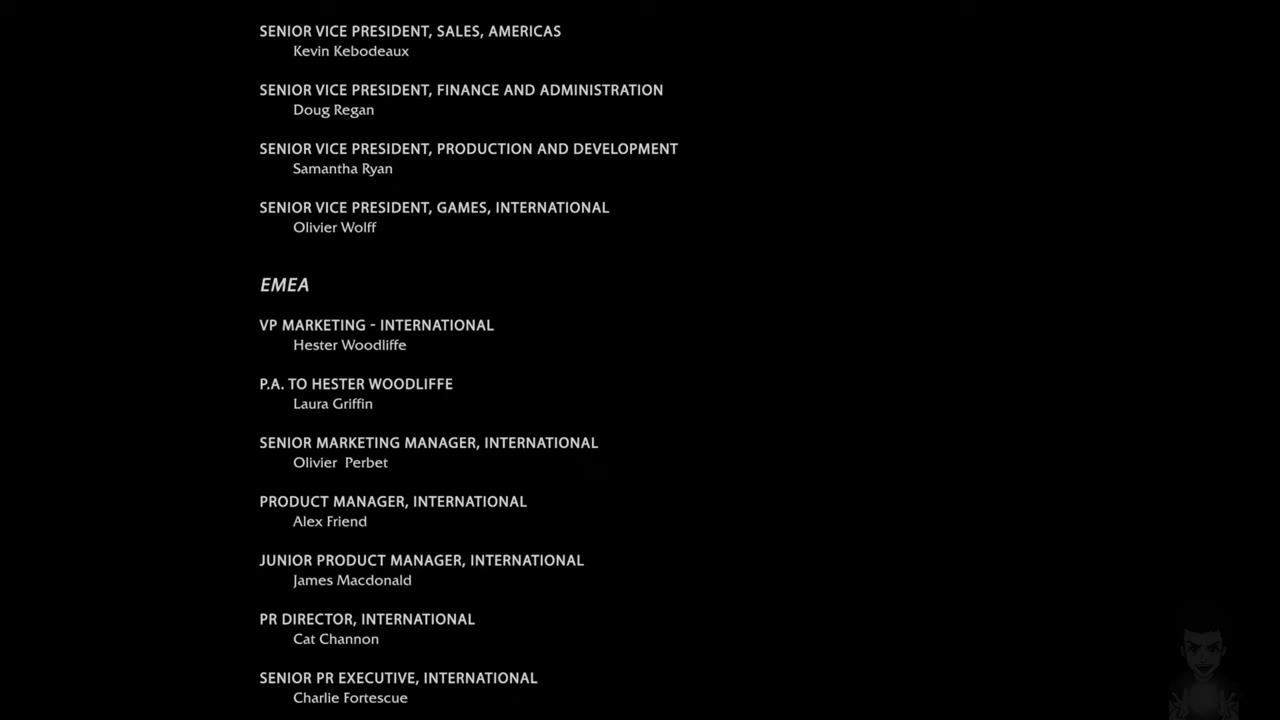 SENIOR VICE PRESIDENT, SALES, AMERICAS
Kevin Kebodeaux
SENIOR VICE PRESIDENT, FINANCE AND ADMINISTRATION
Doug Regan
SENIOR VICE PRESIDENT, PRODUCTION AND DEVELOPMENT
Samantha Ryan
SENIOR VICE PRESIDENT, GAMES, INTERNATIONAL
Olivier Wolff
EMEA
VP MARKETING - INTERNATIONAL
Hester Woodliffe
P.A. TO HESTER WOODLIFFE
Laura Griffin
SENIOR MARKETING MANAGER, INTERNATIONAL
Olivier Perbet
PRODUCT MANAGER, INTERNATIONAL
Alex Friend
JUNIOR PRODUCT MANAGER, INTERNATIONAL
James Macdonald
PR DIRECTOR, INTERNATIONAL
Cat Channon
SENIOR PR EXECUTIVE, INTERNATIONAL
Charlie Fortescue